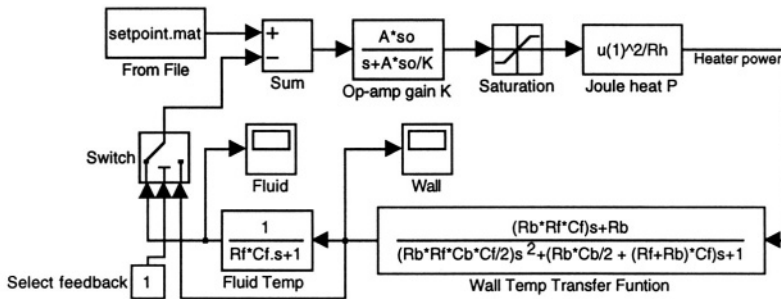 setpoint.mat
From File
+
−
Sum
A*so
s+A*so/K
Op-amp gain K
Saturation
u(1)^2/Rh
Joule heat P
Heater power
Switch
Fluid
Wall
1
Rf*Cf.s+1
Fluid Temp
(Rb*Rf*Cf)s+Rb
(Rb*Rf*Cb*Cf/2)s 2+(Rb*Cb/2 + (Rf+Rb)*Cf)s+1
Wall Temp Transfer Funtion
Select feedback
1